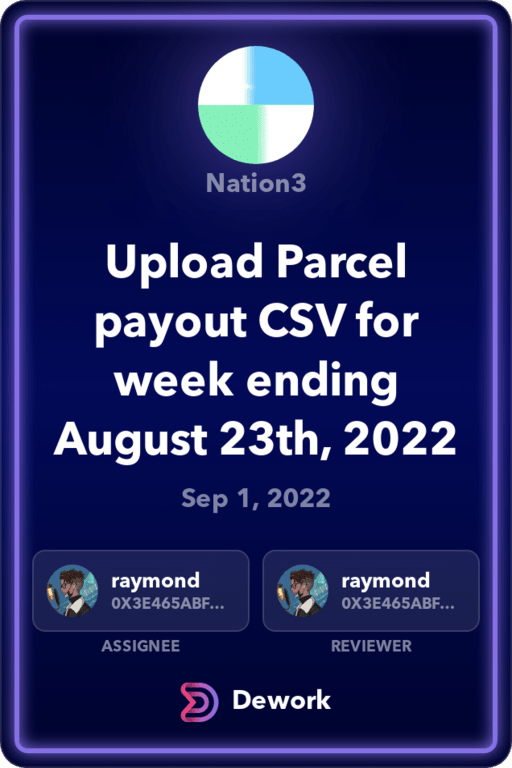 Nation3
Upload Parcel
payout CSV for
week ending
August 23th, 2022
Sep 1, 2022
raymond
0X3E465ABF...
ASSIGNEE
raymond
0X3E465ABF...
REVIEWER
Dework